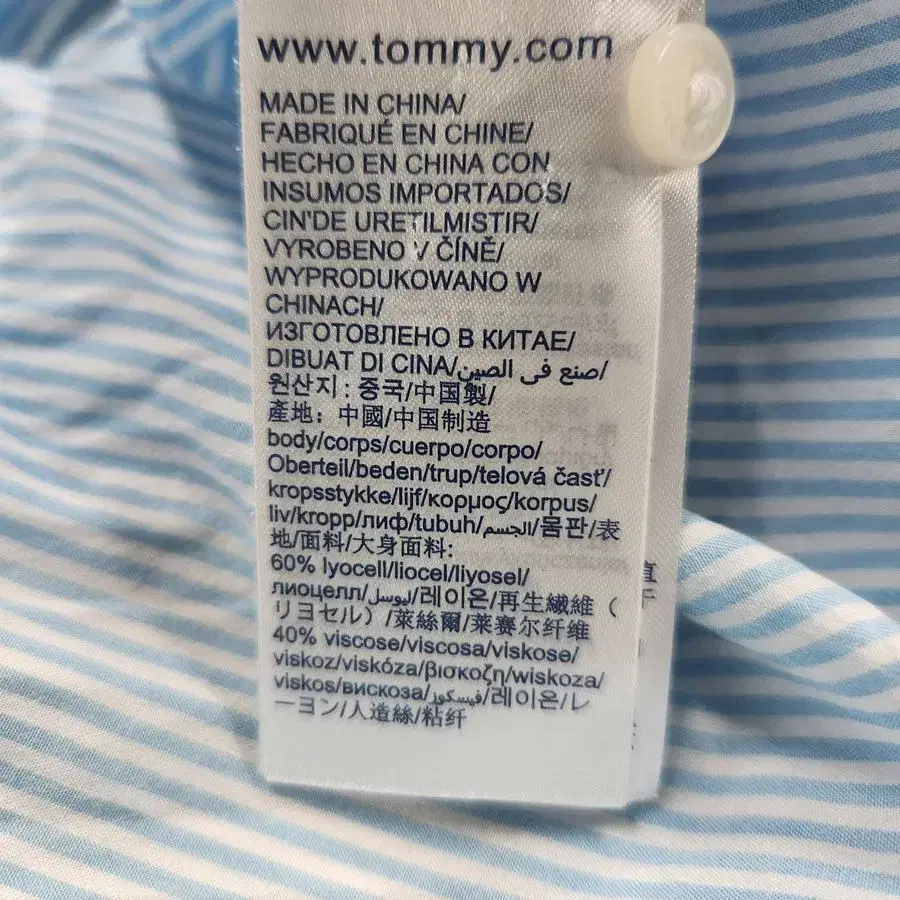 www.tommy.com
MADE IN CHINA/
FABRIQUÉ EN CHINE/
HECHO EN CHINA CON
INSUMOS IMPORTADOS/
CIN'DE URETILMISTIR/
VYROBENO V ČÍNĚ/
WYPRODUKOWANO W
CHINACH/
ИЗГОТОВЛЕНО В КИТАЕ/
DIBUAT DI CINA/صنع فى الصين/
원산지 : 중국/中国製/
產地: 中國/中国制造
body/corps/cuerpo/corpo/
Oberteil/beden/trup/telová časť/
kropsstykke/lijf/κορμος/korpus/
liv/kropp/лиф/tubuh/الجسم/몸판/表
地/面料/大身面料:
60% lyocell/liocel/liyosel/
лиоцелл/ليوسل/레이온/再生繊維（
リヨセル）/萊絲爾/莱赛尔纤维
40% viscose/viscosa/viskose/
viskoz/viskóza/βισκοζη/wiskoza/
viskos/вискоза/فيسكوز/레이온/レ
ーヨン/人造絲/粘纤